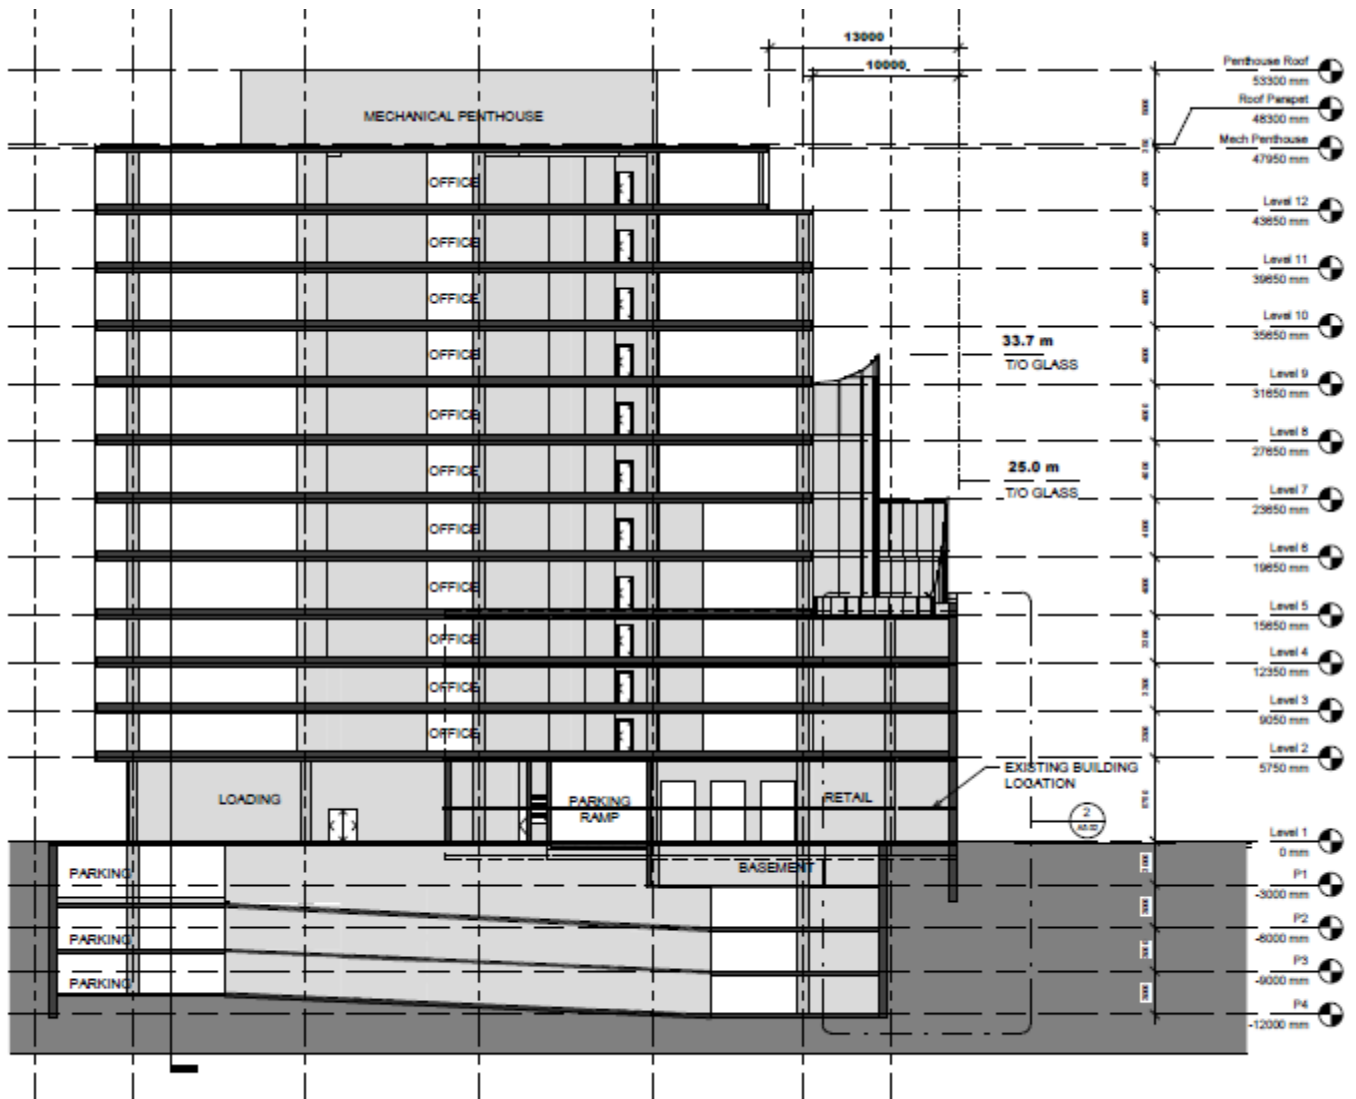 13000
10000
Penthouse Roof
53300 mm
Roof Parapet
48300 mm
Mech Penthouse
47950 mm
MECHANICAL PENTHOUSE
OFFICE
Level 12
43650 mm
OFFICE
Level 11
39650 mm
OFFICE
Level 10
35650 mm
33.7 m
T/O GLASS
OFFICE
Level 9
31650 mm
OFFICE
Level 8
27650 mm
25.0 m
T/O GLASS
OFFICE
Level 7
23650 mm
OFFICE
Level 6
19650 mm
OFFICE
Level 5
15650 mm
OFFICE
Level 4
12350 mm
OFFICE
Level 3
9050 mm
OFFICE
Level 2
5750 mm
EXISTING BUILDING
LOCATION
LOADING
PARKING
RAMP
RETAIL
2
Level 1
0 mm
BASEMENT
PARKING
P1
-3000 mm
P2
-6000 mm
PARKING
P3
-9000 mm
PARKING
P4
-12000 mm